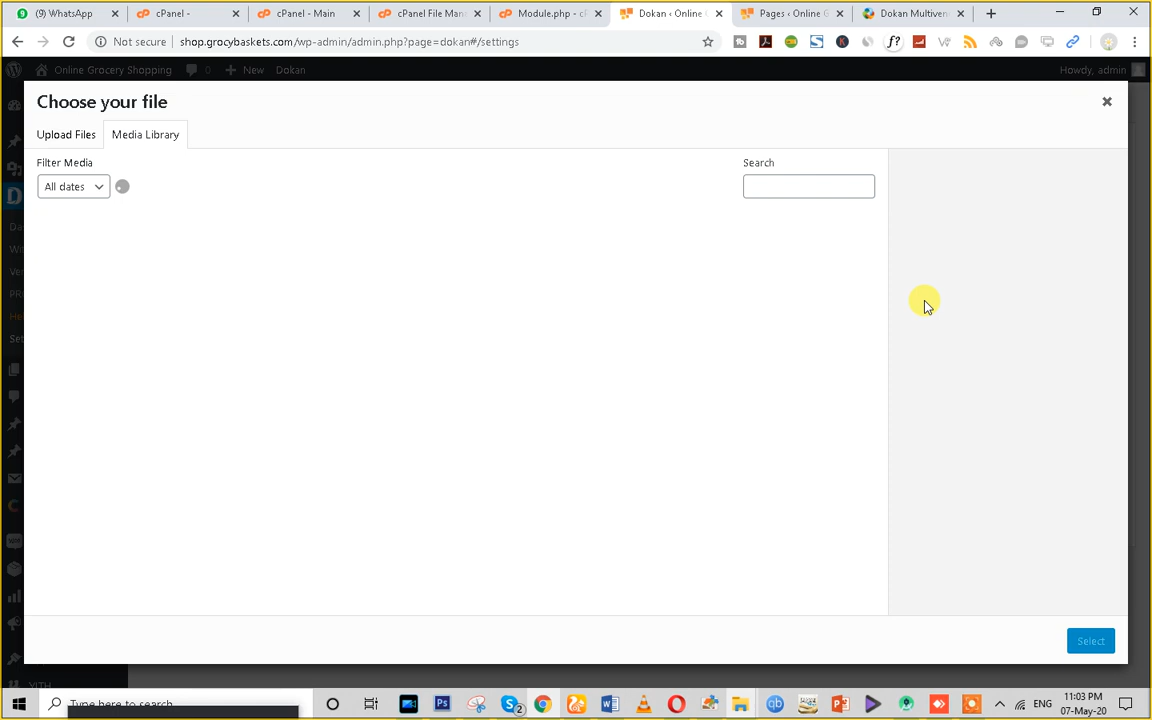 (9) WhatsApp
cPanel -
cPanel - Main
cPanel File Man
Module.php - cP
Dokan ‹ Online G
Pages ‹ Online G
Dokan Multiven
Not secure
shop.grocybaskets.com/wp-admin/admin.php?page=dokan#/settings
Online Grocery Shopping
0
New
Dokan
Howdy, admin
Choose your file
Upload Files
Media Library
Filter Media
Search
All dates
Select
YITH
Type here to search
ENG
11:03 PM
07-May-20